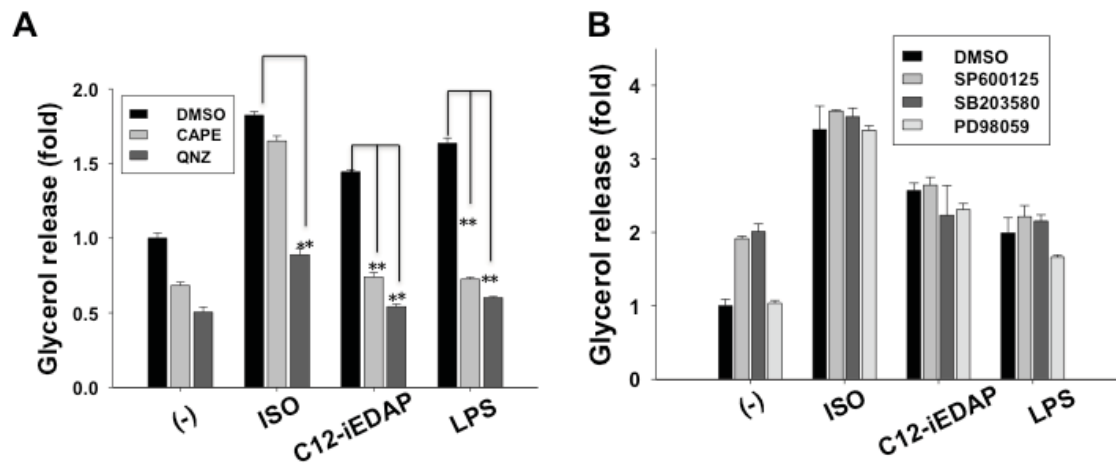 A
Glycerol release (fold)
2.0
1.5
1.0
0.5
0.0
DMSO
CAPE
QNZ
**
**
**
**
**
(-)
ISO
C12-iEDAP
LPS
B
Glycerol release (fold)
4
3
2
1
0
DMSO
SP600125
SB203580
PD98059
(-)
ISO
C12-iEDAP
LPS